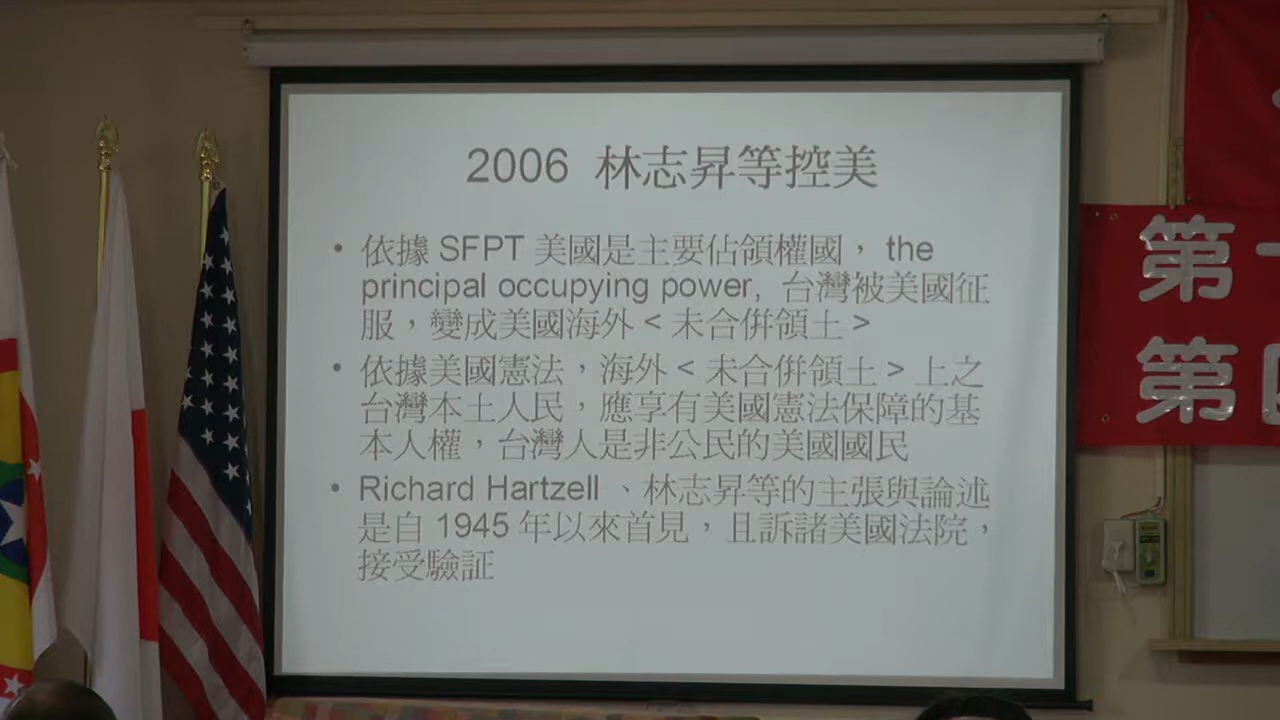 2006 林志昇等控美
• 依據 SFPT 美國是主要佔領權國， the
principal occupying power, 台灣被美國征
服，變成美國海外 < 未合併領土 >
• 依據美國憲法，海外 < 未合併領土 > 上之
台灣本土人民，應享有美國憲法保障的基
本人權，台灣人是非公民的美國國民
• Richard Hartzell 、林志昇等的主張與論述
是自 1945 年以來首見，且訴諸美國法院，
接受驗証
第
第